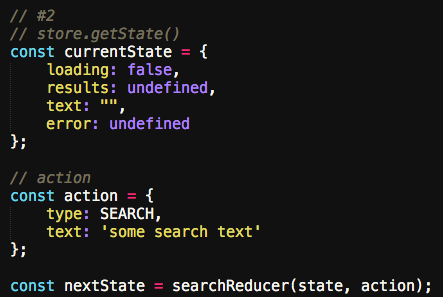 // #2
// store.getState()
const currentState = {
    loading: false,
    results: undefined,
    text: "",
    error: undefined
};

// action
const action = {
    type: SEARCH,
    text: 'some search text'
};

const nextState = searchReducer(state, action);